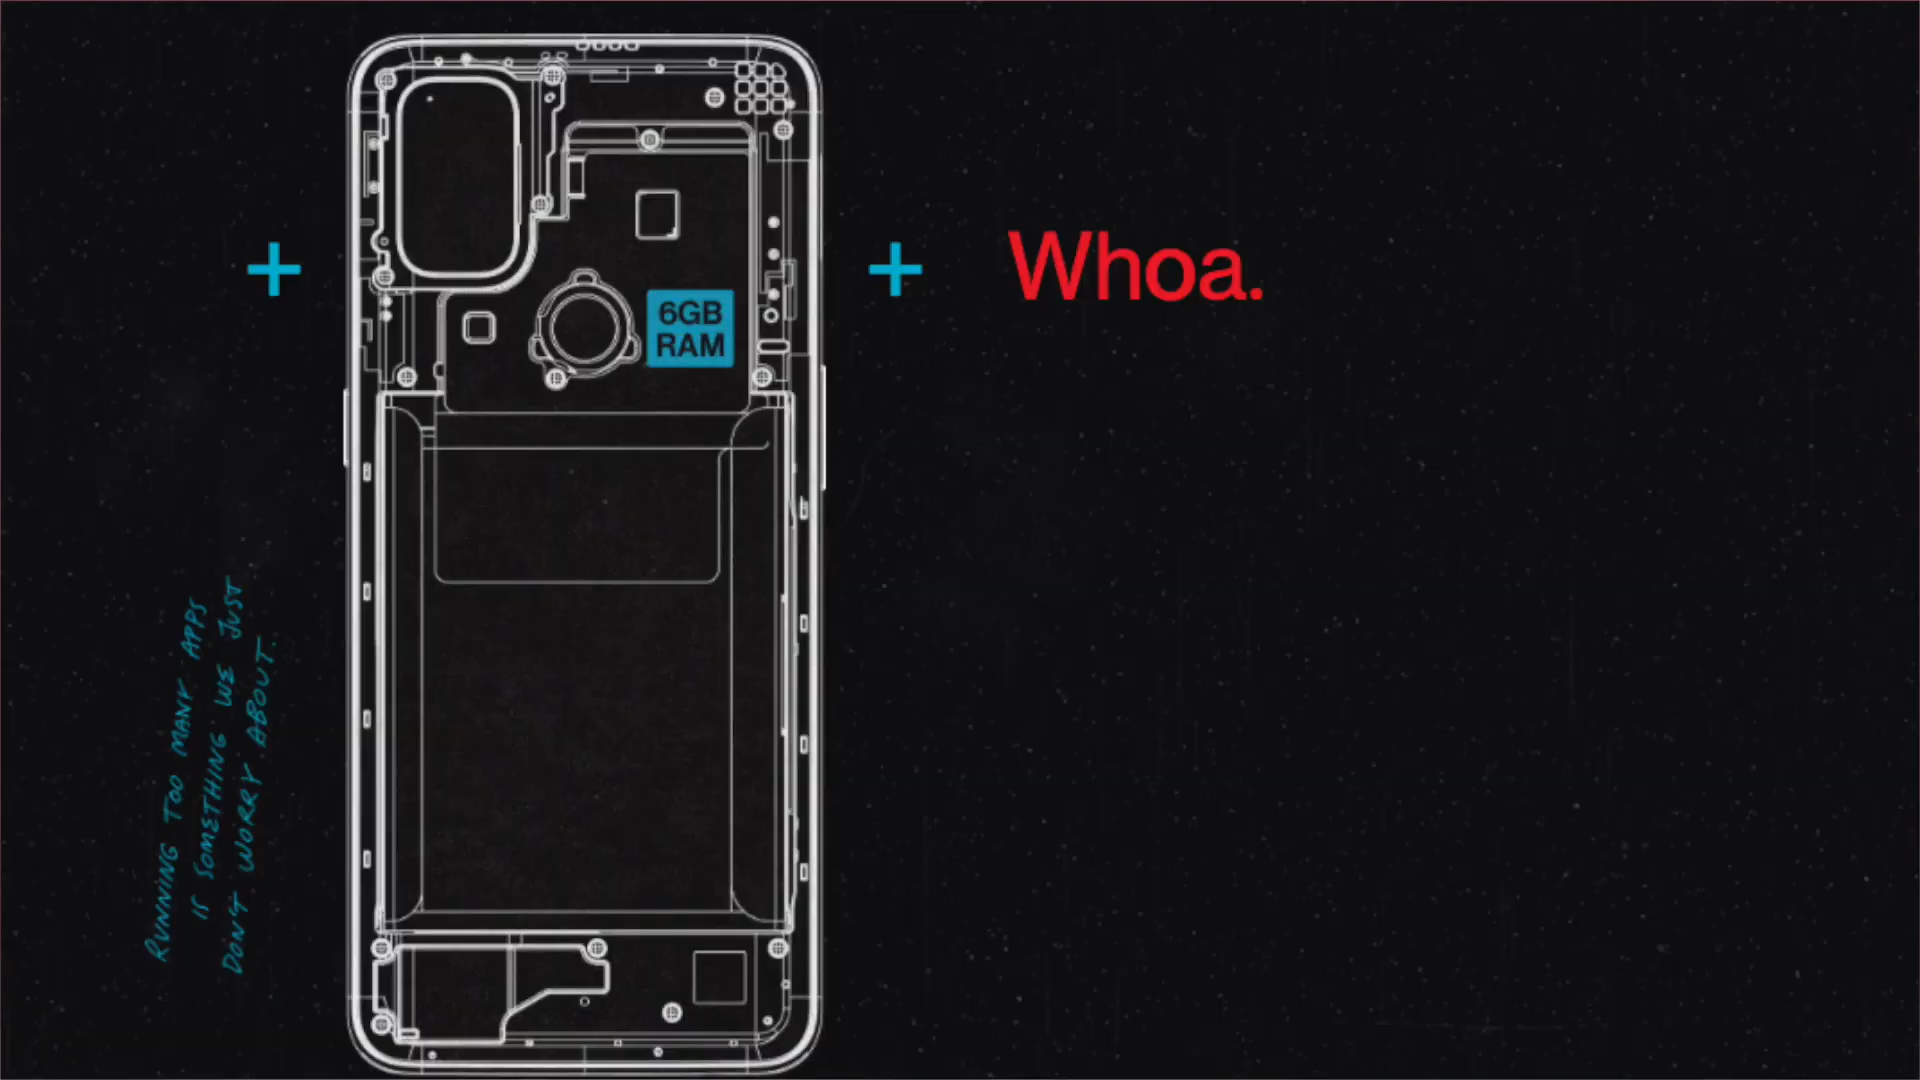 6GB
RAM
Whoa.
RUNNING TOO MANY APPS
IS SOMETHING WE JUST
DON'T WORRY ABOUT.